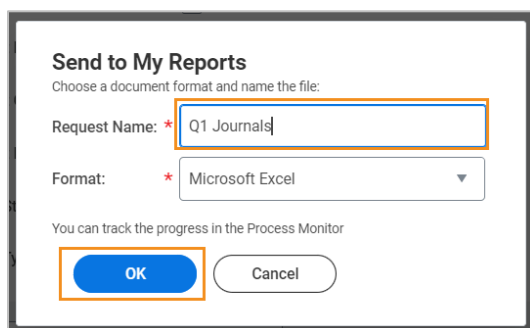 Send to My Reports
Choose a document format and name the file:
Request Name: * Q1 Journals
Format: * Microsoft Excel
You can track the progress in the Process Monitor
OK Cancel